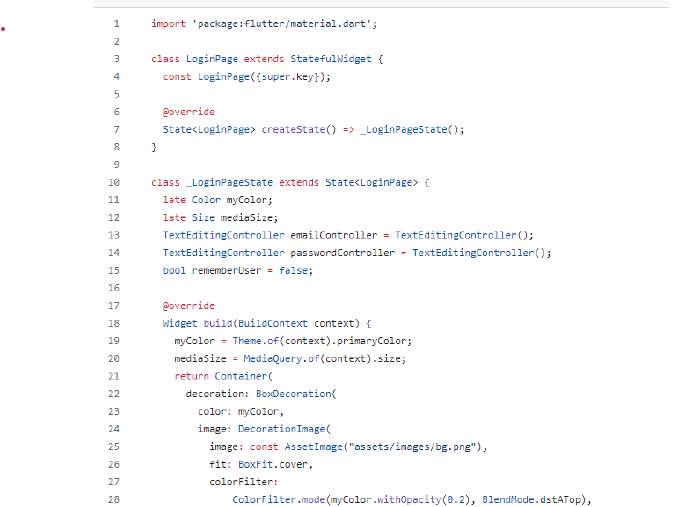 1 import 'package:flutter/material.dart';
2
3 class LoginPage extends StatefulWidget {
4 const LoginPage({super.key});
5
6 @override
7 State<LoginPage> createState() => _LoginPageState();
8 }
9
10 class _LoginPageState extends State<LoginPage> {
11 late Color myColor;
12 late Size mediaSize;
13 TextEditingController emailController = TextEditingController();
14 TextEditingController passwordController = TextEditingController();
15 bool rememberUser = false;
16
17 @override
18 Widget build(BuildContext context) {
19 myColor = Theme.of(context).primaryColor;
20 mediaSize = MediaQuery.of(context).size;
21 return Container(
22 decoration: BoxDecoration(
23 color: myColor,
24 image: DecorationImage(
25 image: const AssetImage("assets/images/bg.png"),
26 fit: BoxFit.cover,
27 colorFilter:
28 ColorFilter.mode(myColor.withOpacity(0.2), BlendMode.dstATop),